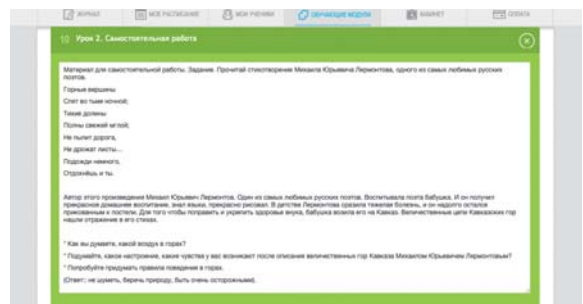 ЖУРНАЛ
МОЕ РАСПИСАНИЕ
МОИ УЧЕНИКИ
ОБУЧАЮЩИЕ МОДУЛИ
КАБИНЕТ
ОПЛАТА
10 Урок 2. Самостоятельная работа
Материал для самостоятельной работы. Задание. Прочитай стихотворение Михаила Юрьевича Лермонтова, одного из самых любимых русских
поэтов.
Горные вершины
Спят во тьме ночной;
Тихие долины
Полны свежей мглой;
Не пылит дорога,
Не дрожат листы...
Подожди немного,
Отдохнёшь и ты.
Автор этого произведения Михаил Юрьевич Лермонтов. Один из самых любимых русских поэтов. Воспитывала поэта бабушка. И он получил
прекрасное домашнее воспитание, знал языки, прекрасно рисовал. В детстве Лермонтова сразила тяжелая болезнь, и он надолго остался
прикованным к постели. Для того чтобы поправить и укрепить здоровье внука, бабушка возила его на Кавказ. Величественные цепи Кавказских гор
нашли отражение в его стихах.
* Как вы думаете, какой воздух в горах?
* Подумайте, какое настроение, какие чувства у вас возникают после описания величественных гор Кавказа Михаилом Юрьевичем Лермонтовым?
* Попробуйте придумать правила поведения в горах.
(Ответ: не шуметь, беречь природу, быть очень осторожными).